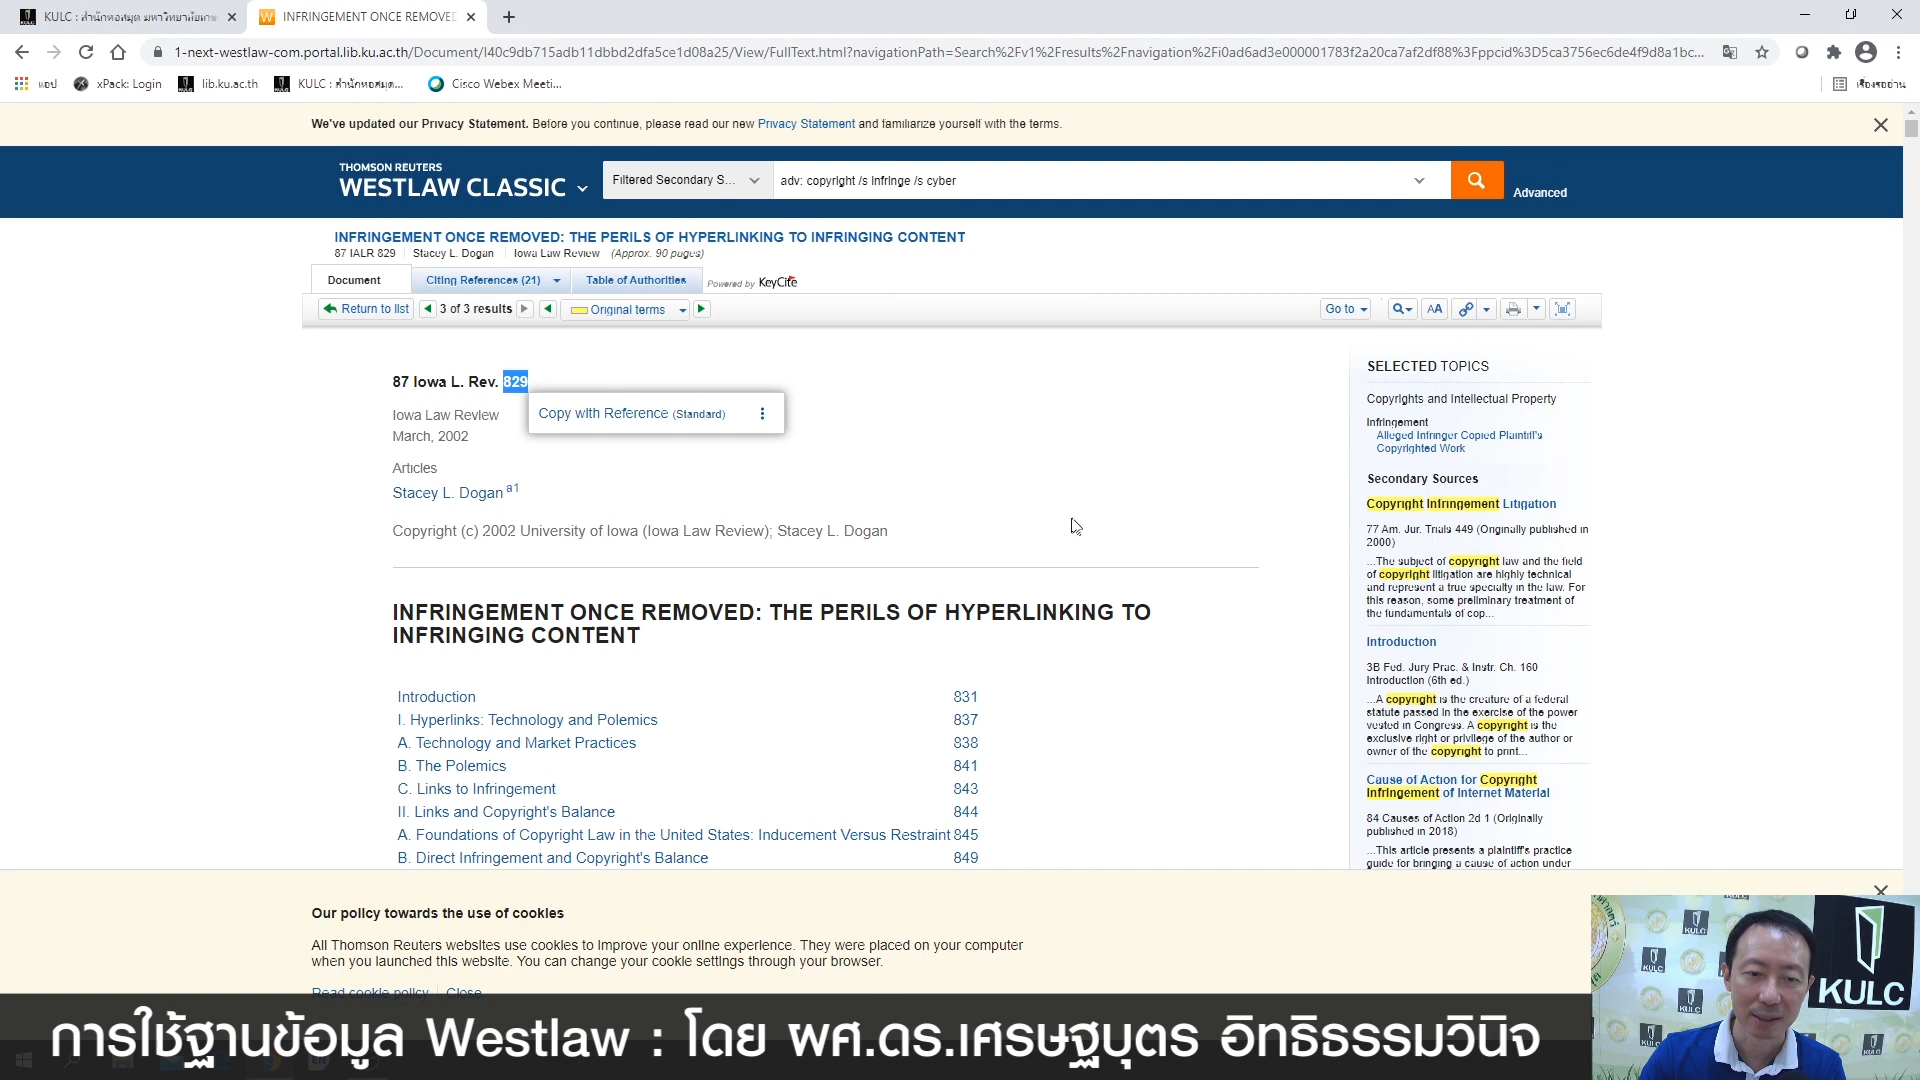 KULC : สำนักหอสมุด มหาวิทยาลัยเกษ
INFRINGEMENT ONCE REMOVED
1-next-westlaw-com.portal.lib.ku.ac.th/Document/I40c9db715adb11dbbd2dfa5ce1d08a25/View/FullText.html?navigationPath=Search%2Fv1%2Fresults%2Fnavigation%2Fi0ad6ad3e000001783f2a20ca7af2df88%3Fppcid%3D5ca3756ec6de4f9d8a1bc...
แอป
xPack: Login
lib.ku.ac.th
KULC : สำนักหอสมุด...
Cisco Webex Meeti...
เรื่องรออ่าน
We've updated our Privacy Statement. Before you continue, please read our new Privacy Statement and familiarize yourself with the terms.
THOMSON REUTERS
WESTLAW CLASSIC
Filtered Secondary S...
adv: copyright /s infringe /s cyber
Advanced
INFRINGEMENT ONCE REMOVED: THE PERILS OF HYPERLINKING TO INFRINGING CONTENT
87 IALR 829 Stacey L. Dogan Iowa Law Review (Approx. 90 pages)
Document Citing References (21) Table of Authorities Powered by KeyCite
Return to list 3 of 3 results Original terms Go to AA
87 Iowa L. Rev. 829
Copy with Reference (Standard)
Iowa Law Review
March, 2002
Articles
Stacey L. Dogan a1
Copyright (c) 2002 University of Iowa (Iowa Law Review); Stacey L. Dogan
INFRINGEMENT ONCE REMOVED: THE PERILS OF HYPERLINKING TO
INFRINGING CONTENT
Introduction 831
I. Hyperlinks: Technology and Polemics 837
A. Technology and Market Practices 838
B. The Polemics 841
C. Links to Infringement 843
II. Links and Copyright's Balance 844
A. Foundations of Copyright Law in the United States: Inducement Versus Restraint 845
B. Direct Infringement and Copyright's Balance 849
SELECTED TOPICS
Copyrights and Intellectual Property
Infringement
Alleged Infringer Copied Plaintiff's
Copyrighted Work
Secondary Sources
Copyright Infringement Litigation
77 Am. Jur. Trials 449 (Originally published in
2000)
...The subject of copyright law and the field
of copyright litigation are highly technical
and represent a true specialty in the law. For
this reason, some preliminary treatment of
the fundamentals of cop...
Introduction
3B Fed. Jury Prac. & Instr. Ch. 160
Introduction (6th ed.)
...A copyright is the creature of a federal
statute passed in the exercise of the power
vested in Congress. A copyright is the
exclusive right or privilege of the author or
owner of the copyright to print...
Cause of Action for Copyright
Infringement of Internet Material
84 Causes of Action 2d 1 (Originally
published in 2018)
...This article presents a plaintiff's practice
guide for bringing a cause of action under
Our policy towards the use of cookies
All Thomson Reuters websites use cookies to improve your online experience. They were placed on your computer
when you launched this website. You can change your cookie settings through your browser.
Read cookie policy Close
KULC
KULC
KULC
KULC
การใช้ฐานข้อมูล Westlaw : โดย ผศ.ดร.เศรษฐบุตร อิทธิธรรมวินิจ